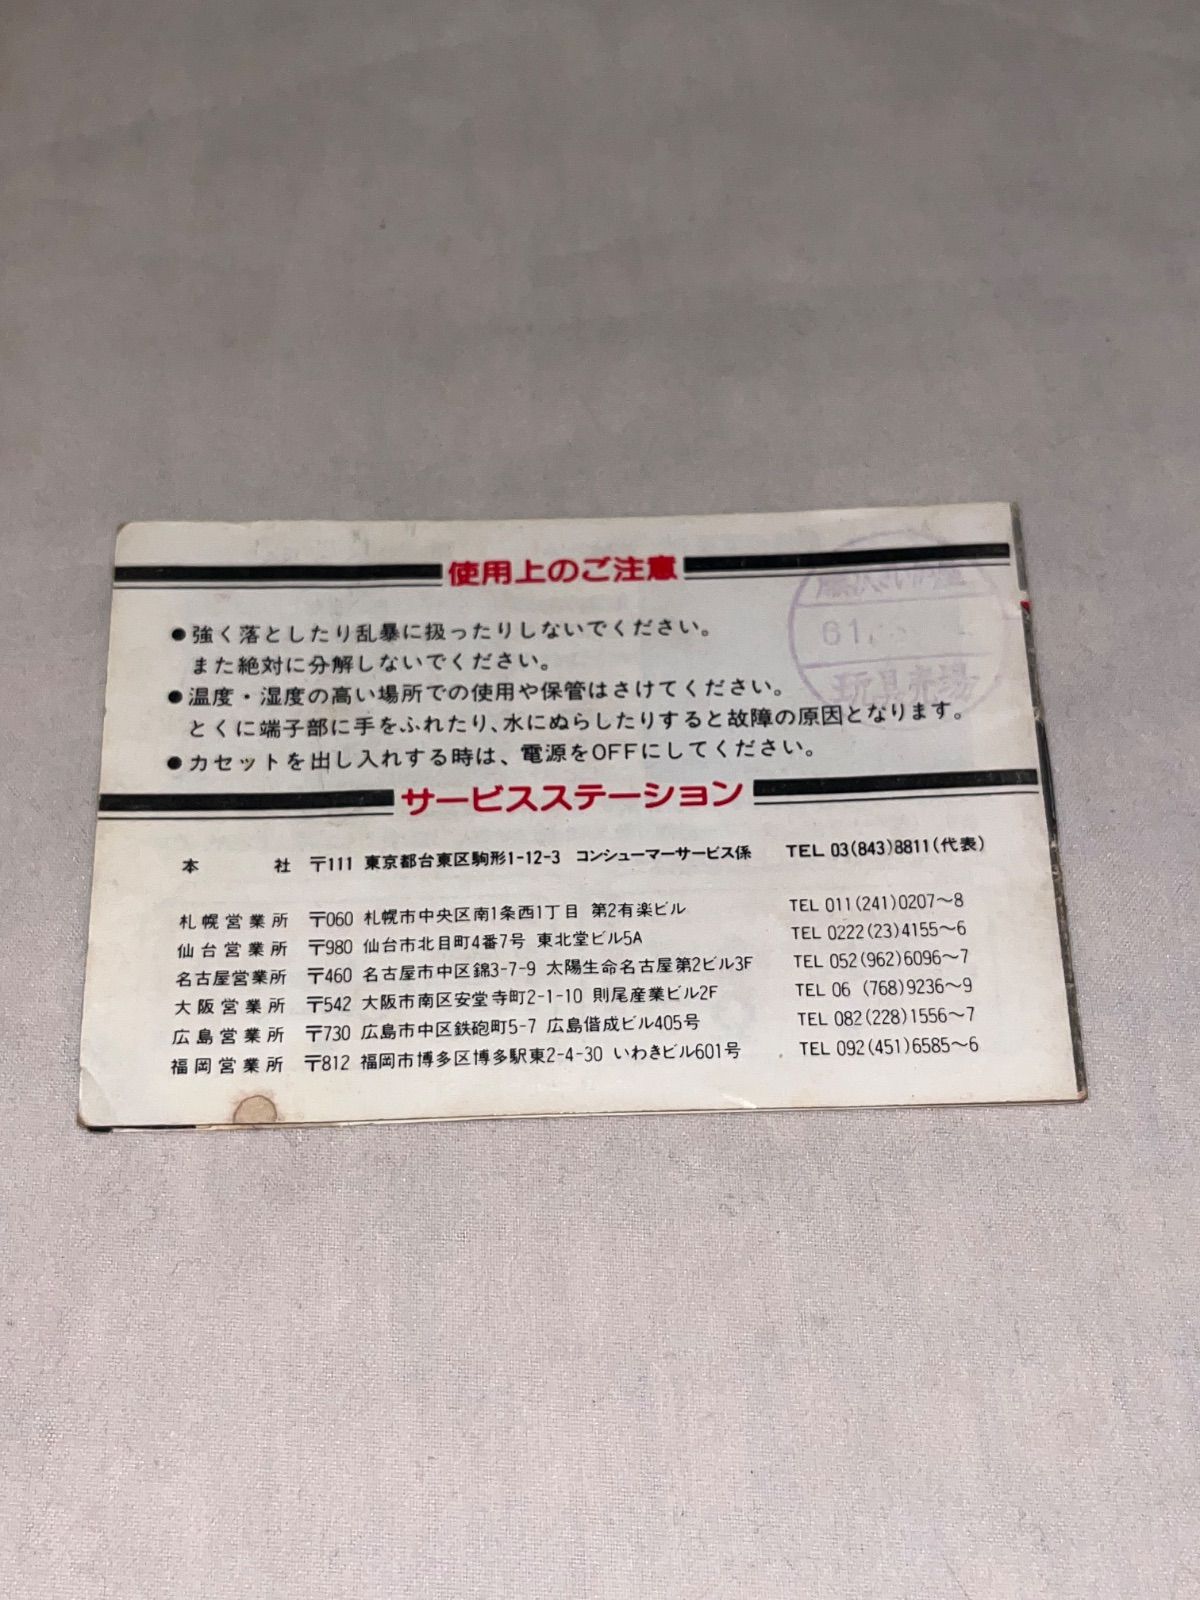 使用上のご注意
●強く落としたり乱暴に扱ったりしないでください。
また絶対に分解しないでください。
●温度・湿度の高い場所での使用や保管はさけてください。
とくに端子部に手をふれたり、水にぬらしたりすると故障の原因となります。
●カセットを出し入れする時は、電源をOFFにしてください。
61.
玩具売場
サービスステーション
本社 〒111 東京都台東区駒形1-12-3 コンシューマーサービス係 TEL 03(843)8811(代表)
札幌営業所 〒060 札幌市中央区南1条西1丁目 第2有楽ビル TEL 011(241)0207〜8
仙台営業所 〒980 仙台市北目町4番7号 東北堂ビル5A TEL 0222(23)4155〜6
名古屋営業所 〒460 名古屋市中区錦3-7-9 太陽生命名古屋第2ビル3F TEL 052(962)6096〜7
大阪営業所 〒542 大阪市南区安堂寺町2-1-10 則尾産業ビル2F TEL 06 (768)9236〜9
広島営業所 〒730 広島市中区鉄砲町5-7 広島偕成ビル405号 TEL 082(228)1556〜7
福岡営業所 〒812 福岡市博多区博多駅東2-4-30 いわきビル601号 TEL 092(451)6585〜6